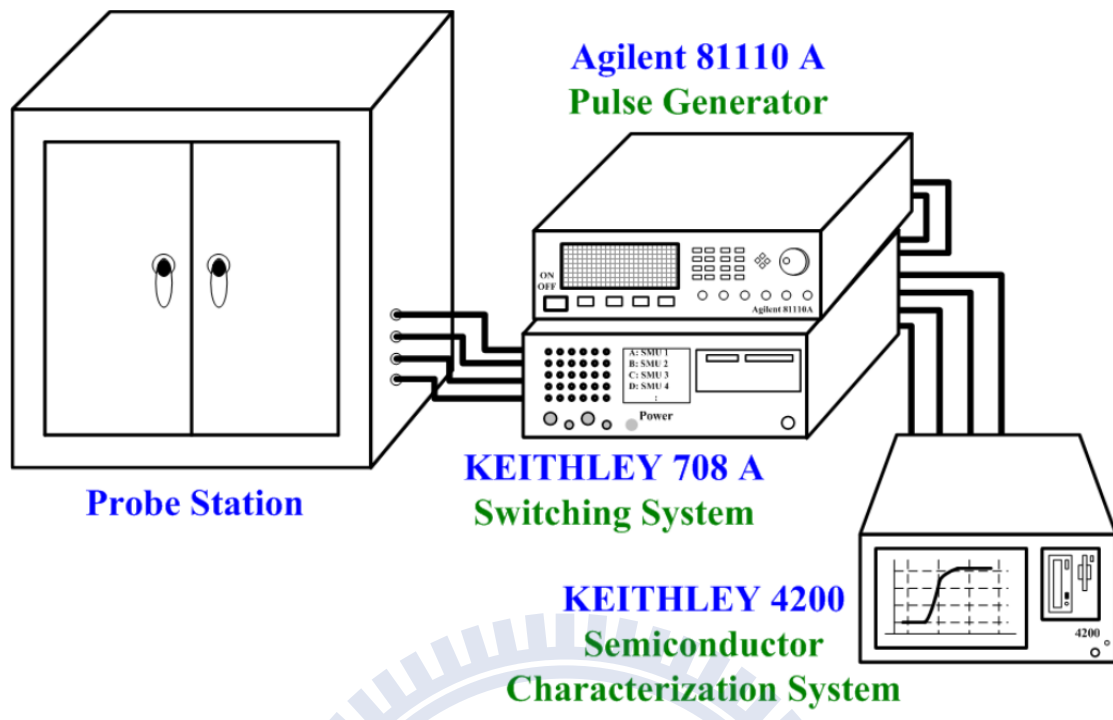 Agilent 81110 A
Pulse Generator
ON
OFF
Agilent 81110A
A: SMU 1
B: SMU 2
C: SMU 3
D: SMU 4
:
Power
Probe Station
KEITHLEY 708 A
Switching System
KEITHLEY 4200
Semiconductor
Characterization System
4200